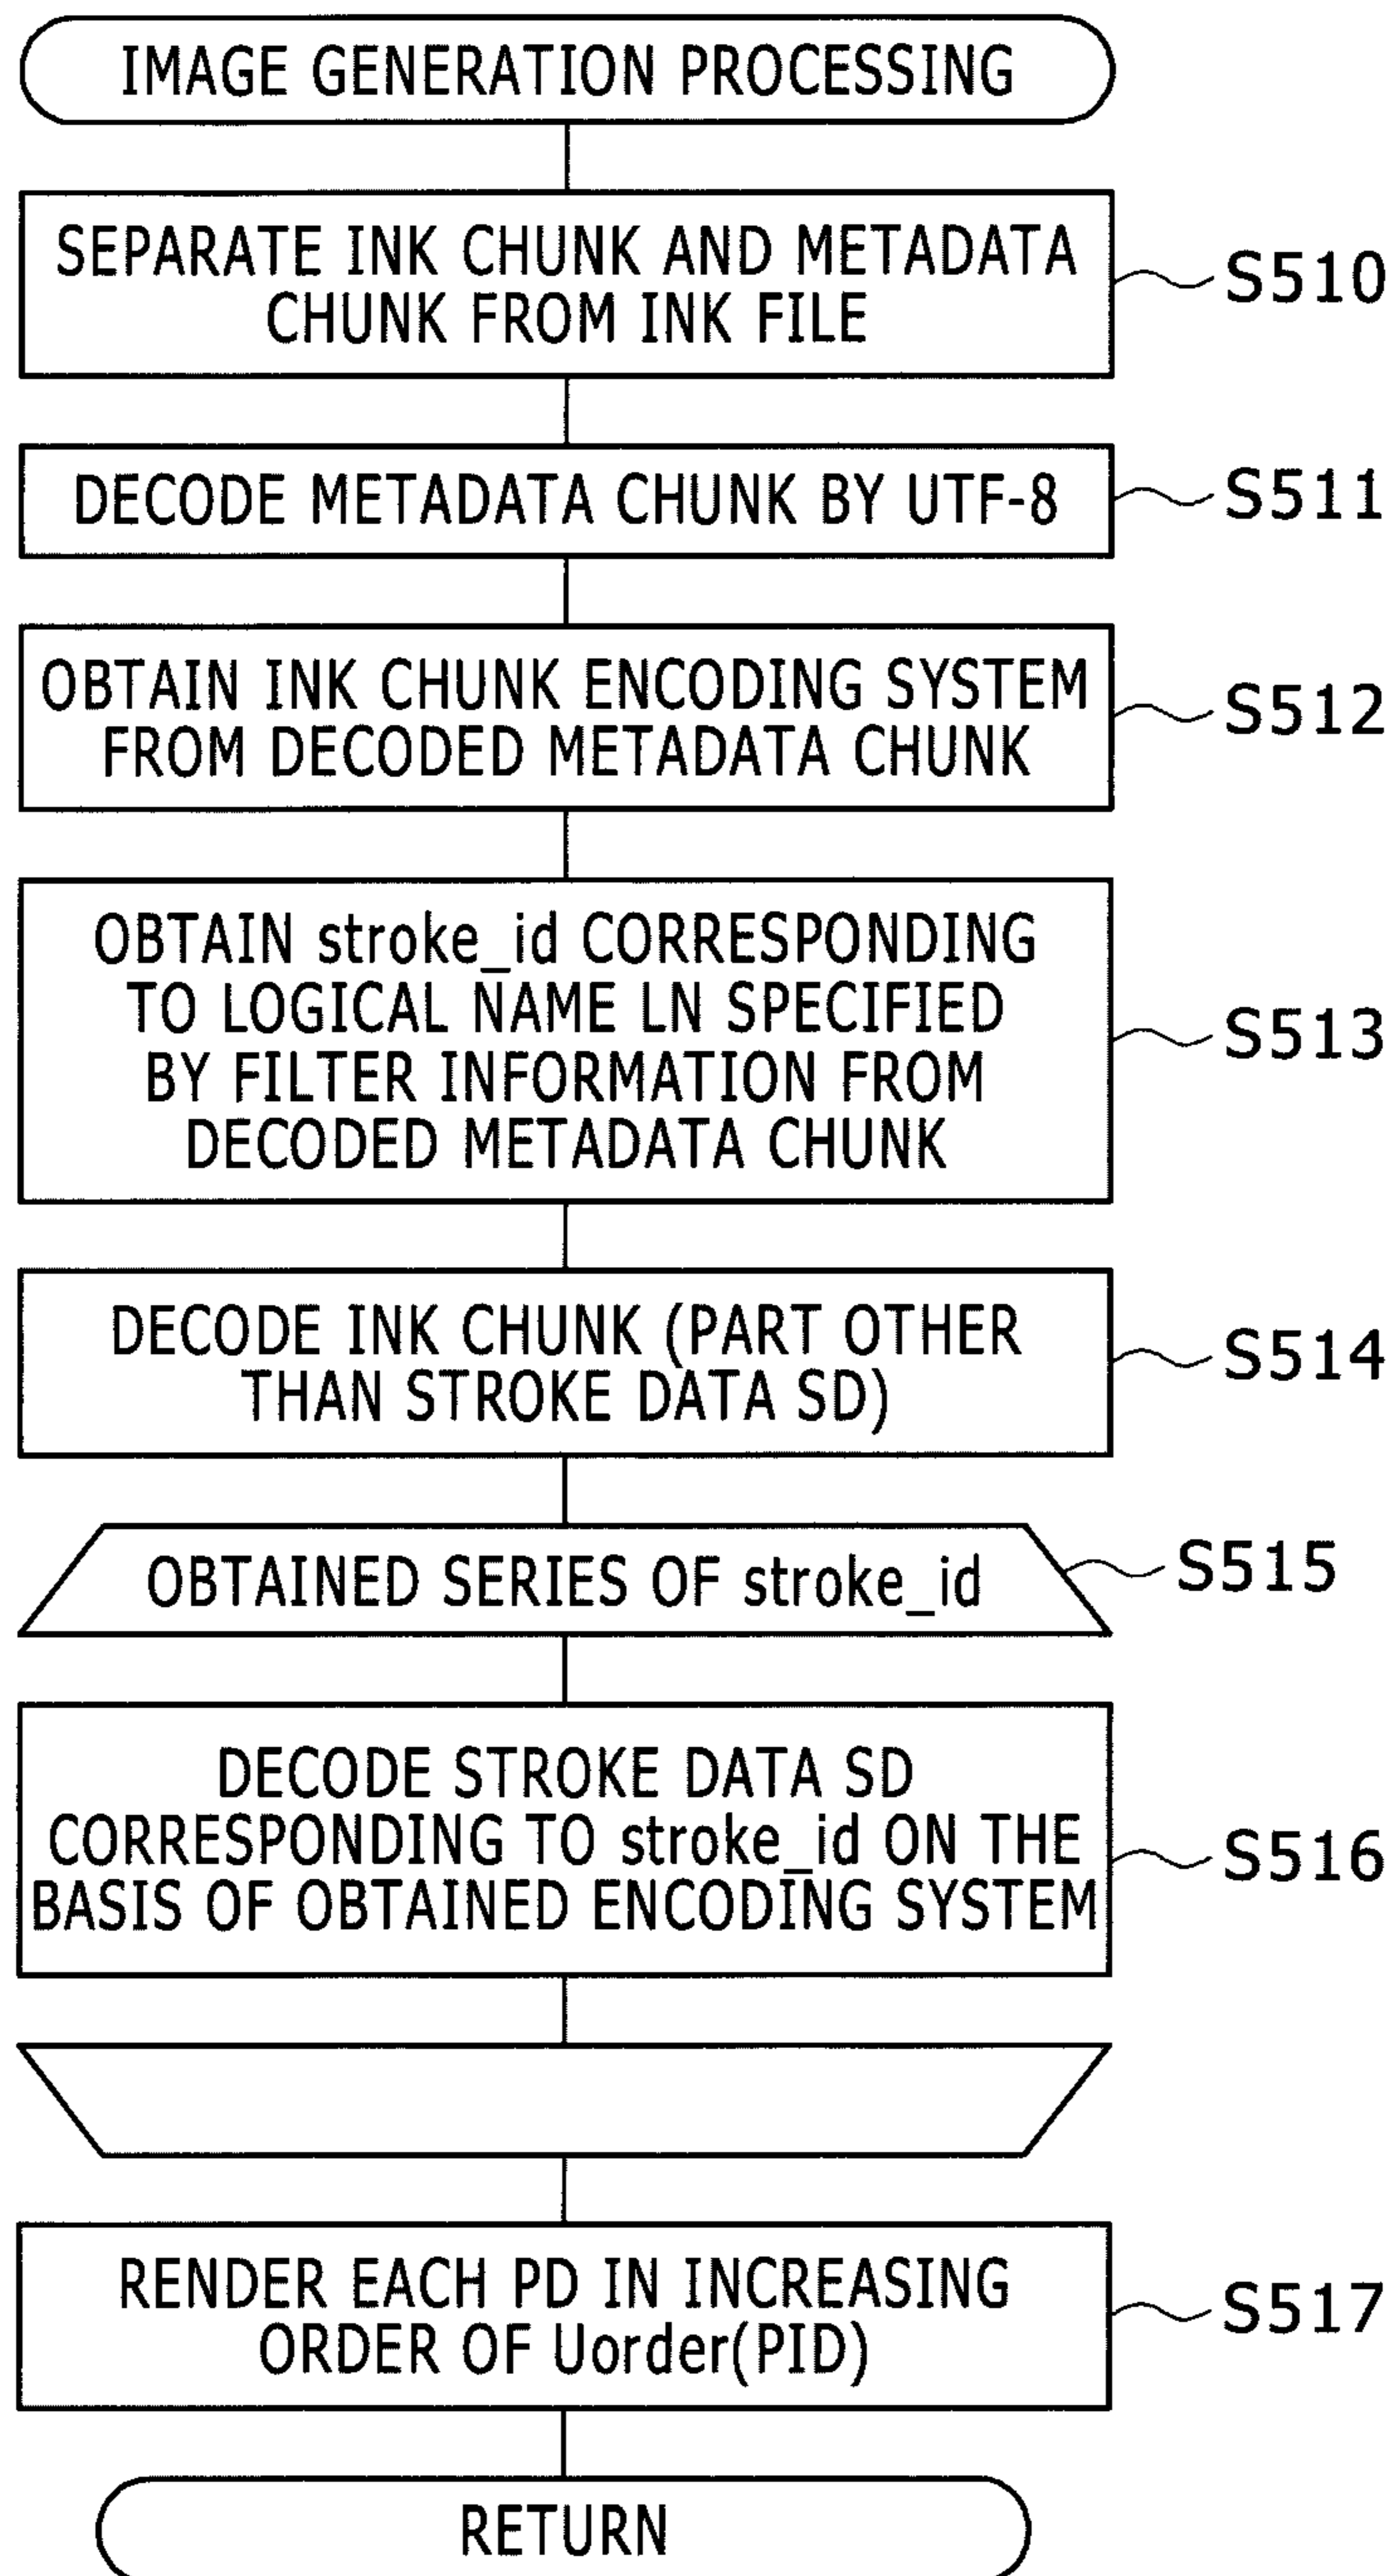 IMAGE GENERATION PROCESSING
SEPARATE INK CHUNK AND METADATA
CHUNK FROM INK FILE
S510
DECODE METADATA CHUNK BY UTF-8
S511
OBTAIN INK CHUNK ENCODING SYSTEM
FROM DECODED METADATA CHUNK
S512
OBTAIN stroke_id CORRESPONDING
TO LOGICAL NAME LN SPECIFIED
BY FILTER INFORMATION FROM
DECODED METADATA CHUNK
S513
DECODE INK CHUNK (PART OTHER
THAN STROKE DATA SD)
S514
OBTAINED SERIES OF stroke_id
S515
DECODE STROKE DATA SD
CORRESPONDING TO stroke_id ON THE
BASIS OF OBTAINED ENCODING SYSTEM
S516
RENDER EACH PD IN INCREASING
ORDER OF Uorder(PID)
S517
RETURN